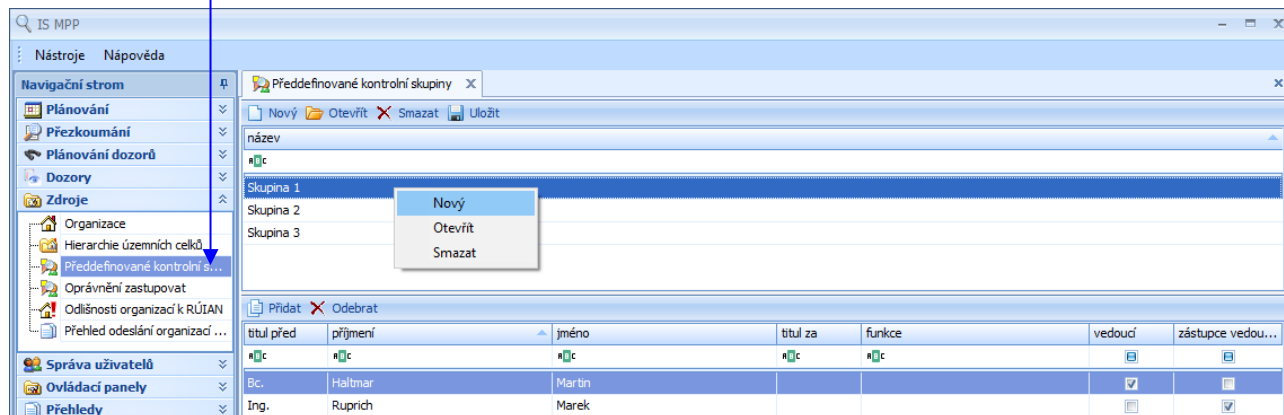 IS MPP
Nástroje Nápověda
Navigační strom
Plánování
Přezkoumání
Plánování dozorů
Dozory
Zdroje
Organizace
Hierarchie územních celků
Předdefinované kontrolní s...
Oprávnění zastupovat
Odlišnosti organizací k RÚIAN
Přehled odeslání organizací ...
Správa uživatelů
Ovládací panely
Přehledy
Předdefinované kontrolní skupiny
Nový Otevřít Smazat Uložit
název
Skupina 1
Skupina 2
Skupina 3
Nový
Otevřít
Smazat
Přidat Odebrat
titul před příjmení jméno titul za funkce vedoucí zástupce vedou...
Bc. Haltmar Martin
Ing. Ruprich Marek